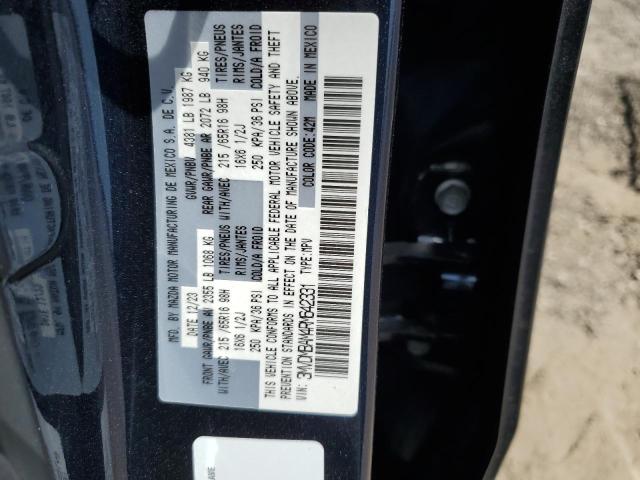 MFD. BY MAZDA MOTOR MANUFACTURING DE MEXICO S.A. DE C.V.
DATE 12/23 GVWR/PNBV 4381 LB 1987 KG
FRONT GAWR/PNBE AV 2355 LB 1068 KG REAR GAWR/PNBE AR 2072 LB 940 KG
WITH/AVEC 215 /65R16 98H TIRES/PNEUS WITH/AVEC 215 /65R16 98H TIRES/PNEUS
16X6 1/2J RIMS/JANTES 16X6 1/2J RIMS/JANTES
250 KPA/36 PSI COLD/A FROID 250 KPA/36 PSI COLD/A FROID
THIS VEHICLE CONFORMS TO ALL APPLICABLE FEDERAL MOTOR VEHICLE SAFETY AND THEFT
PREVENTION STANDARDS IN EFFECT ON THE DATE OF MANUFACTURE SHOWN ABOVE.
VIN: 3MVDMBAM4RM642331 TYPE:MPV COLOR CODE:42M MADE IN MEXICO